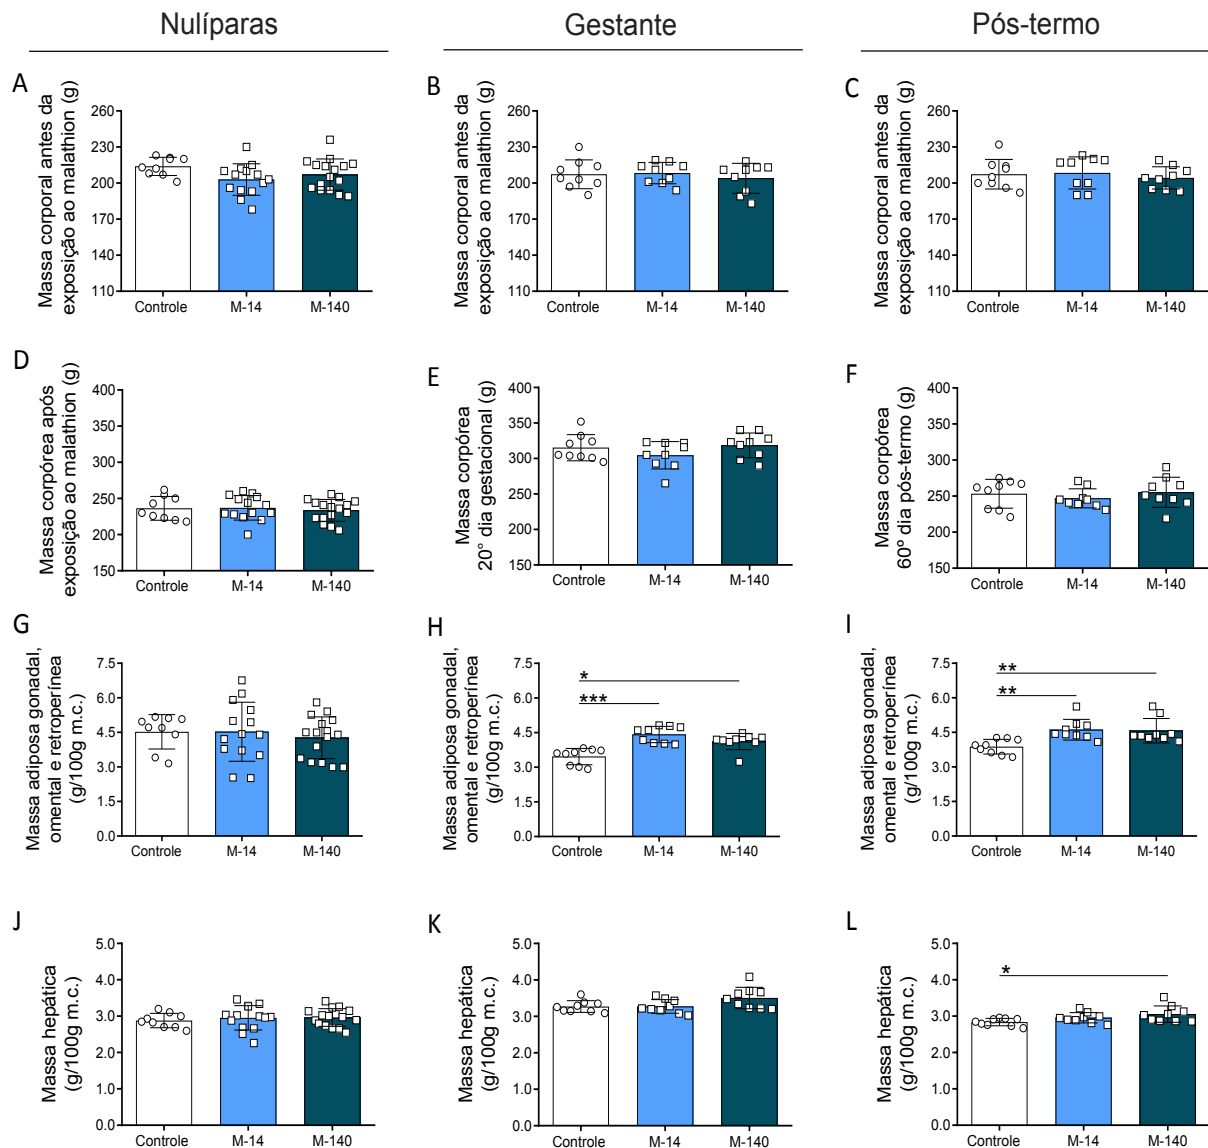 Nulíparas
Gestante
Pós-termo
A
Massa corporal antes da
exposição ao malathion (g)
260
230
200
170
140
110
Controle
M-14
M-140
B
Massa corporal antes da
exposição ao malathion (g)
260
230
200
170
140
110
Controle
M-14
M-140
C
Massa corporal antes da
exposição ao malathion (g)
260
230
200
170
140
110
Controle
M-14
M-140
D
Massa corpórea após
exposição ao malathion (g)
400
350
300
250
200
150
Controle
M-14
M-140
E
Massa corpórea
20° dia gestacional (g)
400
350
300
250
200
150
Controle
M-14
M-140
F
Massa corpórea
60º dia pós-termo (g)
400
350
300
250
200
150
Controle
M-14
M-140
G
Massa adiposa gonadal,
omental e retroperínea
(g/100g m.c.)
7.5
6.0
4.5
3.0
1.5
0.0
Controle
M-14
M-140
H
Massa adiposa gonadal,
omental e retroperínea
(g/100g m.c.)
7.5
6.0
4.5
3.0
1.5
0.0
*
***
Controle
M-14
M-140
I
Massa adiposa gonadal,
omental e retroperínea
(g/100g m.c.)
7.5
6.0
4.5
3.0
1.5
0.0
**
**
Controle
M-14
M-140
J
Massa hepática
(g/100g m.c.)
5.0
4.0
3.0
2.0
1.0
0.0
Controle
M-14
M-140
K
Massa hepática
(g/100g m.c.)
5.0
4.0
3.0
2.0
1.0
0.0
Controle
M-14
M-140
L
Massa hepática
(g/100g m.c.)
5.0
4.0
3.0
2.0
1.0
0.0
*
Controle
M-14
M-140